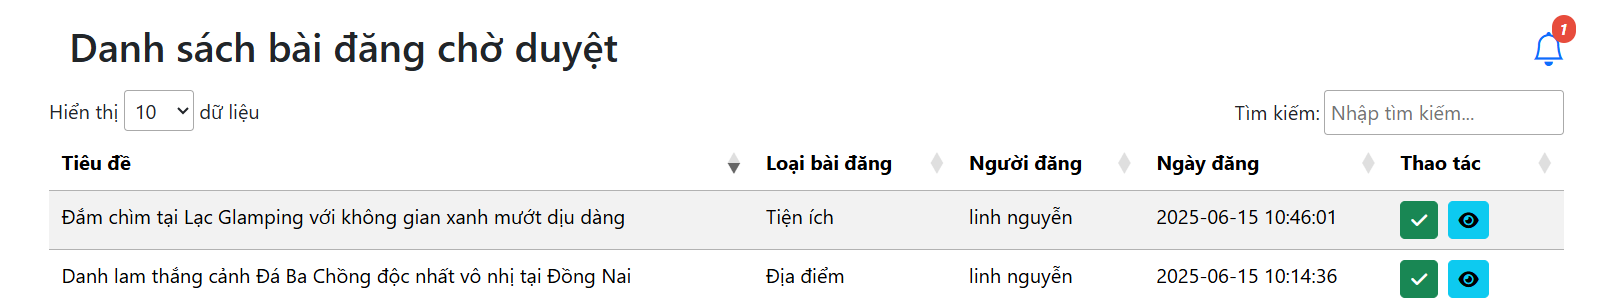 Danh sách bài đăng chờ duyệt
1
Hiển thị 10 dữ liệu
Tìm kiếm: Nhập tìm kiếm...
Tiêu đề Loại bài đăng Người đăng Ngày đăng Thao tác
Đắm chìm tại Lạc Glamping với không gian xanh mướt dịu dàng Tiện ích linh nguyễn 2025-06-15 10:46:01
Danh lam thắng cảnh Đá Ba Chồng độc nhất vô nhị tại Đồng Nai Địa điểm linh nguyễn 2025-06-15 10:14:36